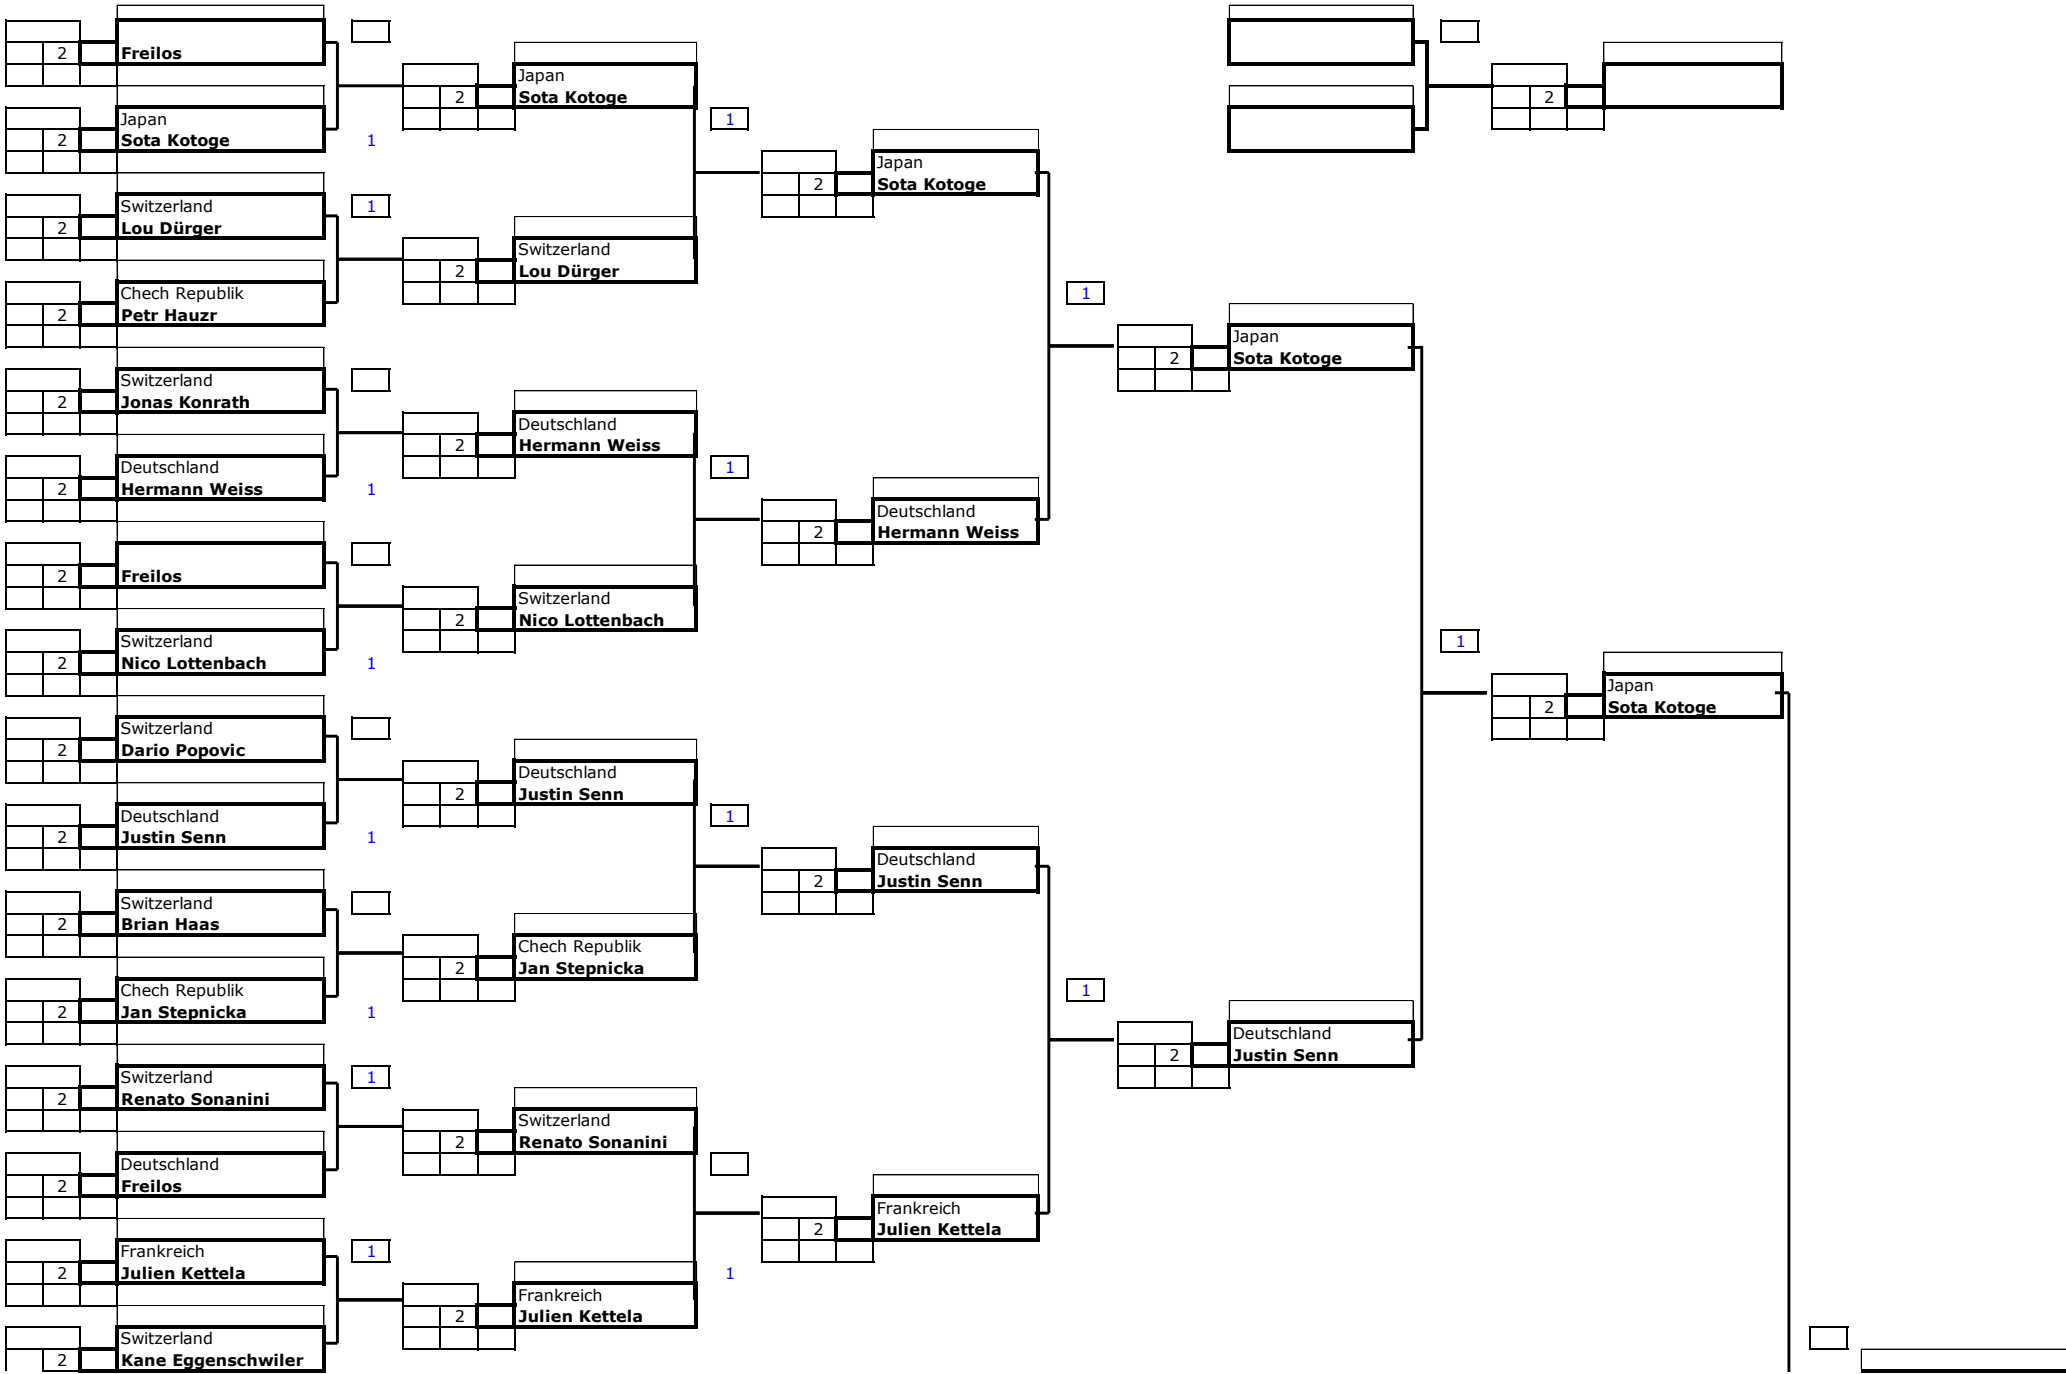 2
Freilos
2
Japan
Sota Kotoge
1
2
Switzerland
Lou Dürger
1
2
Chech Republik
Petr Hauzr
2
Switzerland
Jonas Konrath
2
Deutschland
Hermann Weiss
1
2
Freilos
2
Switzerland
Nico Lottenbach
1
2
Switzerland
Dario Popovic
2
Deutschland
Justin Senn
1
2
Switzerland
Brian Haas
2
Chech Republik
Jan Stepnicka
1
2
Switzerland
Renato Sonanini
1
2
Deutschland
Freilos
2
Frankreich
Julien Kettela
1
2
Switzerland
Kane Eggenschwiler
2
Japan
Sota Kotoge
1
2
Switzerland
Lou Dürger
2
Deutschland
Hermann Weiss
1
2
Switzerland
Nico Lottenbach
2
Deutschland
Justin Senn
1
2
Chech Republik
Jan Stepnicka
2
Switzerland
Renato Sonanini
2
Frankreich
Julien Kettela
1
2
Japan
Sota Kotoge
1
2
Deutschland
Hermann Weiss
2
Deutschland
Justin Senn
1
2
Frankreich
Julien Kettela
2
Japan
Sota Kotoge
1
2
Deutschland
Justin Senn
2
2
Japan
Sota Kotoge